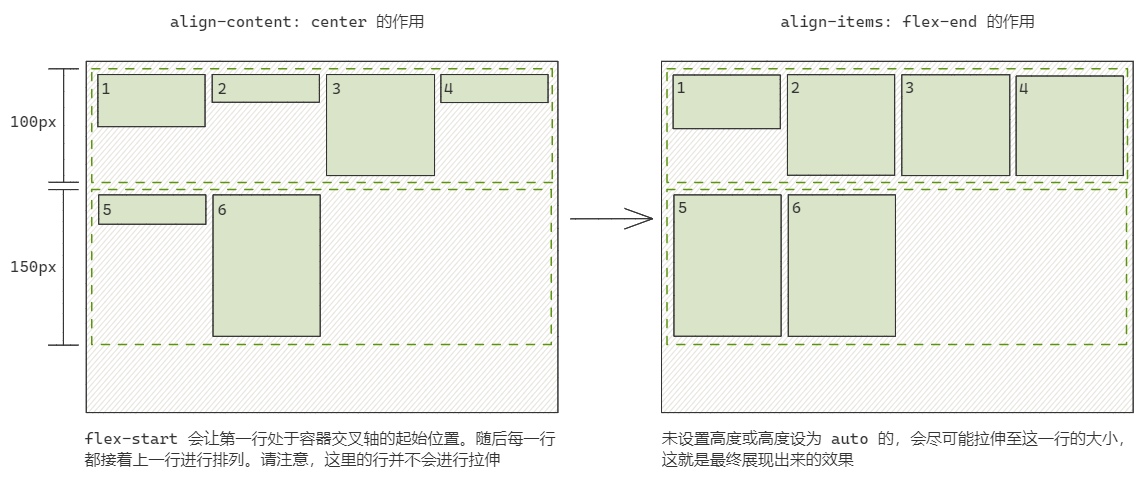 align-content: center 的作用
align-items: flex-end 的作用
1
2
3
4
100px
5
6
150px
1
2
3
4
5
6
flex-start 会让第一行处于容器交叉轴的起始位置。随后每一行
都接着上一行进行排列。请注意，这里的行并不会进行拉伸
未设置高度或高度设为 auto 的，会尽可能拉伸至这一行的大小，
这就是最终展现出来的效果